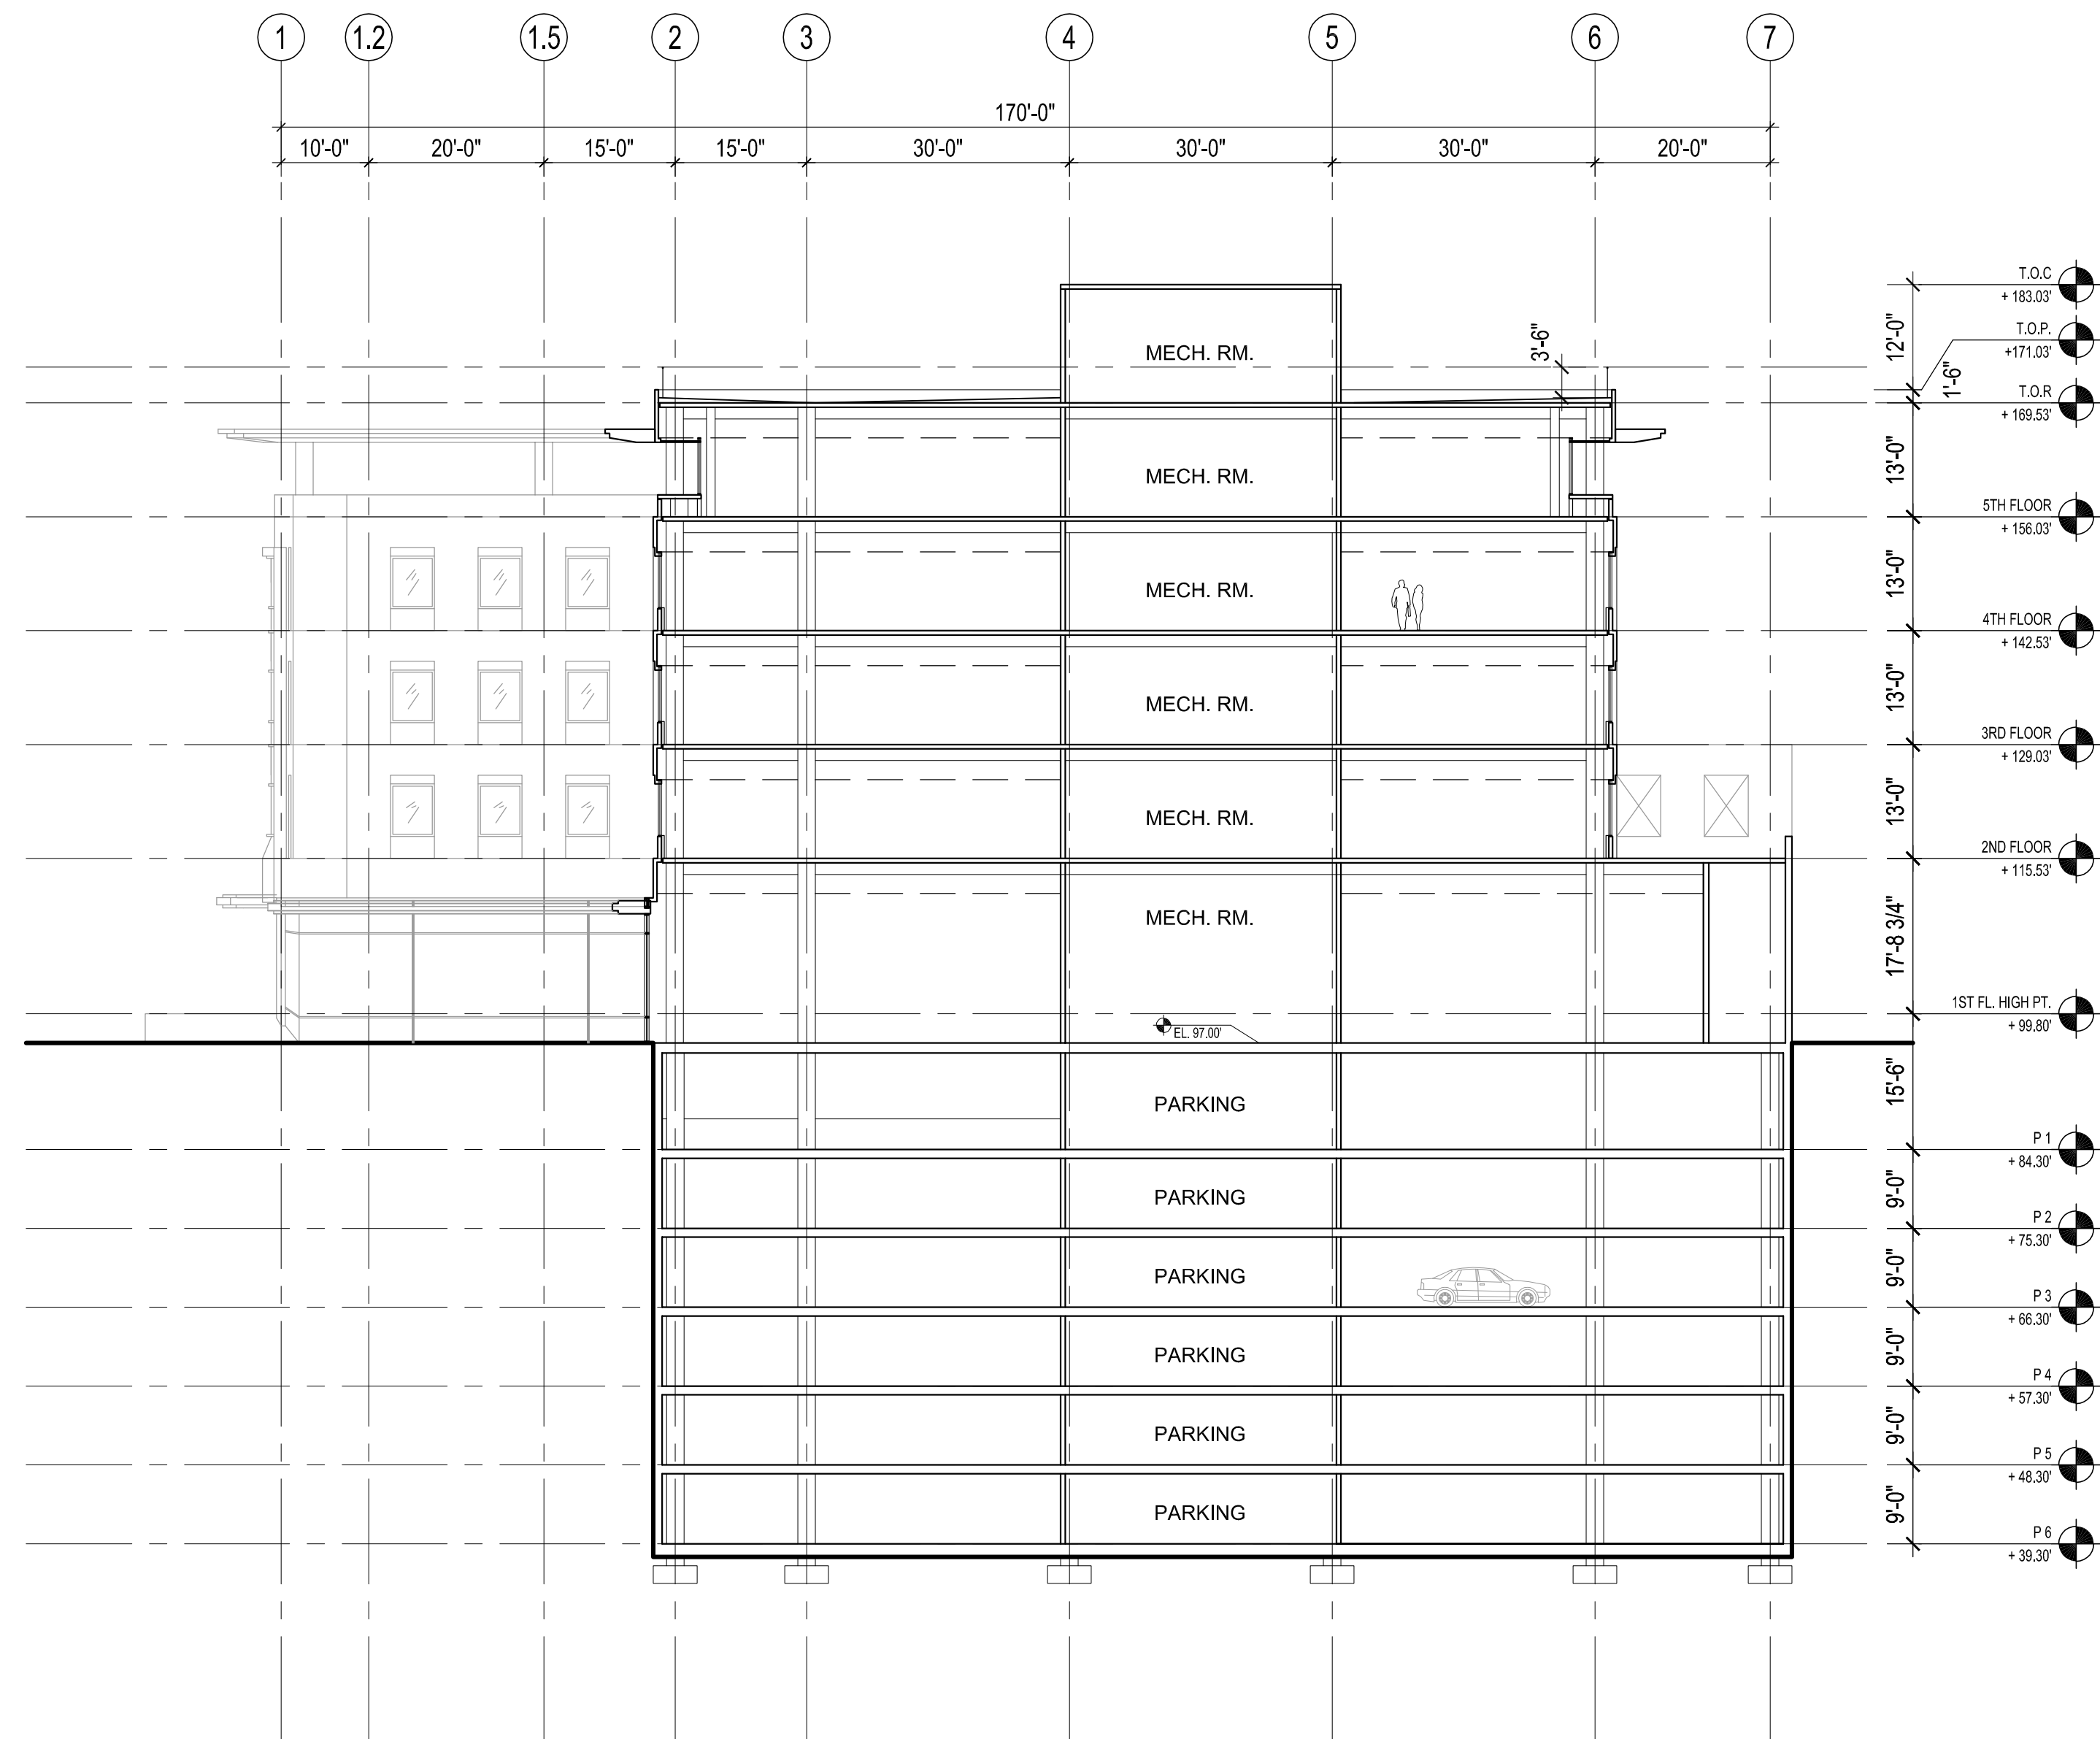 1 1.2 1.5 2 3 4 5 6 7
170'-0"
10'-0" 20'-0" 15'-0" 15'-0" 30'-0" 30'-0" 30'-0" 20'-0"
T.O.C
+ 183.03'
12'-0"
T.O.P.
+171.03'
3'-6"
MECH. RM.
1'-6"
T.O.R
+ 169.53'
13'-0"
MECH. RM.
5TH FLOOR
+ 156.03'
13'-0"
MECH. RM.
4TH FLOOR
+ 142.53'
13'-0"
MECH. RM.
3RD FLOOR
+ 129.03'
13'-0"
MECH. RM.
2ND FLOOR
+ 115.53'
MECH. RM.
17'-8 3/4"
1ST FL. HIGH PT.
+ 99.80'
EL. 97.00'
15'-6"
PARKING
P 1
+ 84.30'
9'-0"
PARKING
P 2
+ 75.30'
9'-0"
PARKING
P 3
+ 66.30'
9'-0"
PARKING
P 4
+ 57.30'
9'-0"
PARKING
P 5
+ 48.30'
9'-0"
PARKING
P 6
+ 39.30'